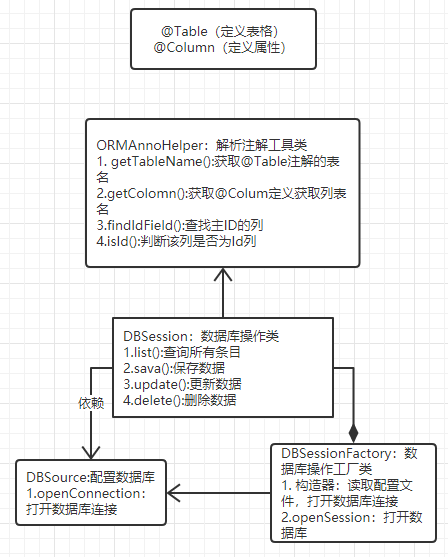 @Table（定义表格）
@Column（定义属性）
ORMAnnoHelper：解析注解工具类
1. getTableName():获取@Table注解的表
名
2.getColomn():获取@Colum定义获取列表
名
3.findIdField():查找主ID的列
4.isId():判断该列是否为Id列
DBSession：数据库操作类
1.list():查询所有条目
2.sava():保存数据
3.update():更新数据
4.delete():删除数据
依赖
DBSource:配置数据库
1.openConnection：
打开数据库连接
DBSessionFactory：数
据库操作工厂类
1. 构造器：读取配置文
件，打开数据库连接
2.openSession：打开数
据库